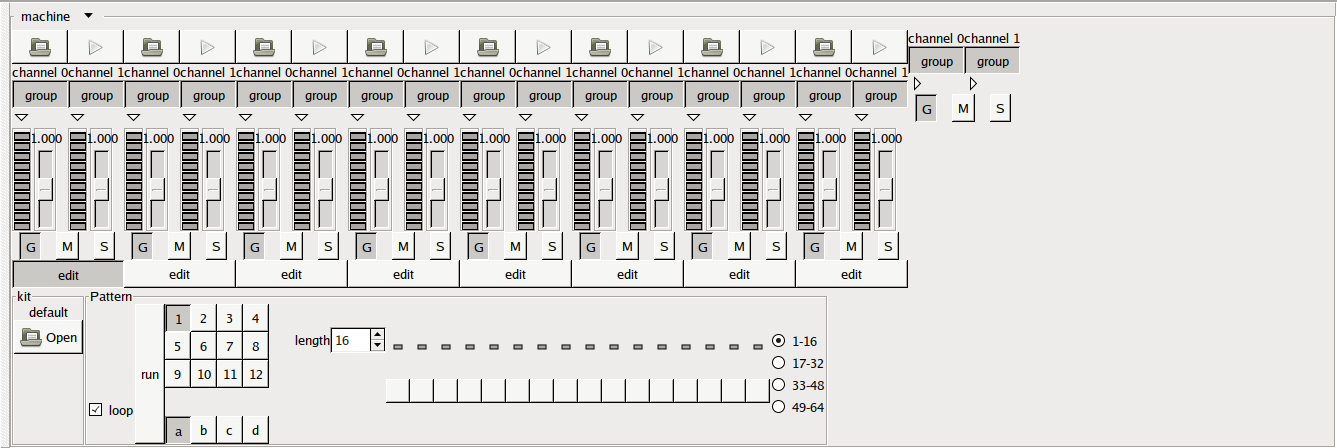 machine
channel 0channel 1channel 0channel 1channel 0channel 1channel 0channel 1channel 0channel 1channel 0channel 1channel 0channel 1channel 0channel 1channel 0channel 1
group group group group group group group group group group group group group group group group group group
G M S
1.000 1.000 1.000 1.000 1.000 1.000 1.000 1.000 1.000 1.000 1.000 1.000 1.000 1.000 1.000 1.000
G M S G M S G M S G M S G M S G M S G M S G M S
edit edit edit edit edit edit edit edit
kit Pattern
default
Open
run
loop
1 2 3 4
5 6 7 8
9 10 11 12
a b c d
length 16
1-16
17-32
33-48
49-64